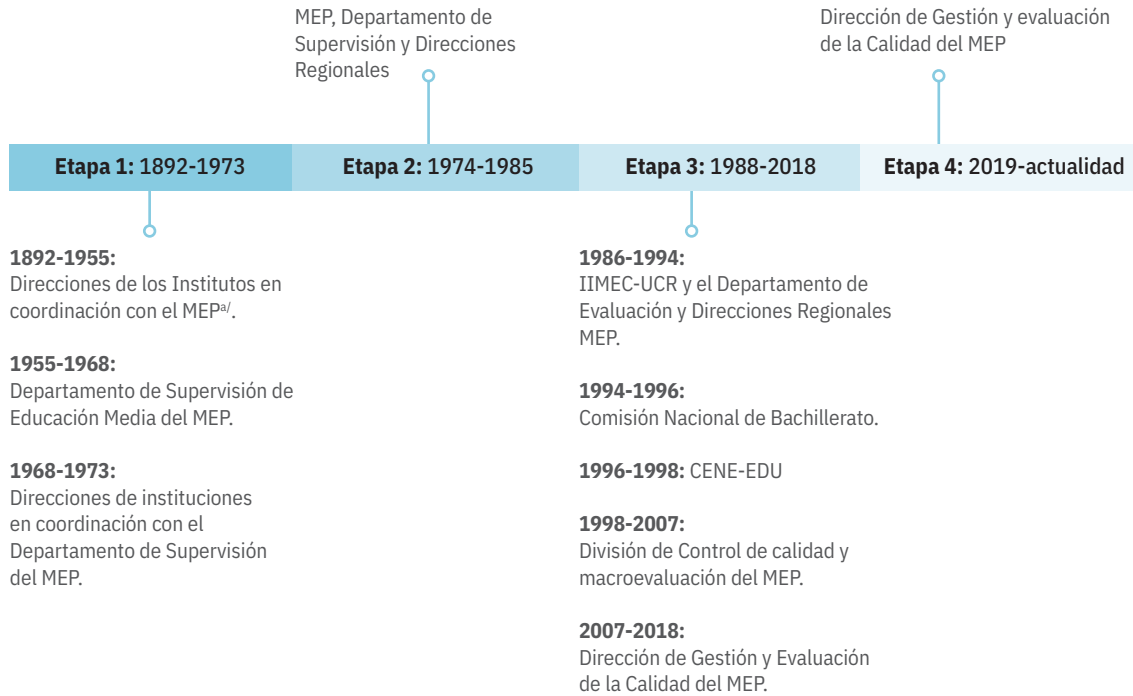 MEP, Departamento de
Supervisión y Direcciones
Regionales
Dirección de Gestión y evaluación
de la Calidad del MEP
Etapa 1: 1892-1973
Etapa 2: 1974-1985
Etapa 3: 1988-2018
Etapa 4: 2019-actualidad
1892-1955:
Direcciones de los Institutos en
coordinación con el MEPa/.
1955-1968:
Departamento de Supervisión de
Educación Media del MEP.
1968-1973:
Direcciones de instituciones
en coordinación con el
Departamento de Supervisión
del MEP.
1986-1994:
IIMEC-UCR y el Departamento de
Evaluación y Direcciones Regionales
MEP.
1994-1996:
Comisión Nacional de Bachillerato.
1996-1998: CENE-EDU
1998-2007:
División de Control de calidad y
macroevaluación del MEP.
2007-2018:
Dirección de Gestión y Evaluación
de la Calidad del MEP.